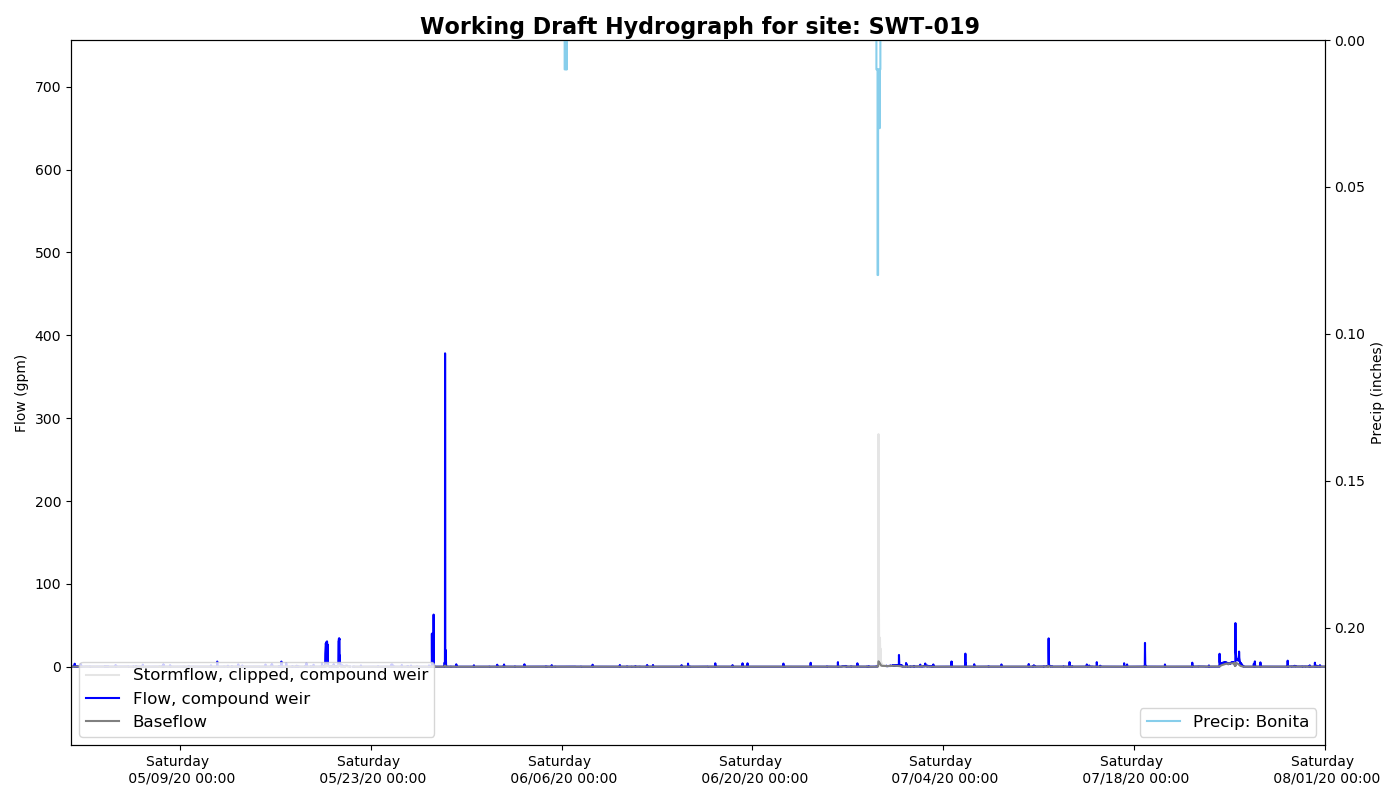 Working Draft Hydrograph for site: SWT-019
700
600
500
400
300
200
100
0
Flow (gpm)
0.00
0.05
0.10
0.15
0.20
Precip (inches)
Stormflow, clipped, compound weir
Flow, compound weir
Baseflow
Precip: Bonita
Saturday
05/09/20 00:00
Saturday
05/23/20 00:00
Saturday
06/06/20 00:00
Saturday
06/20/20 00:00
Saturday
07/04/20 00:00
Saturday
07/18/20 00:00
Saturday
08/01/20 00:00